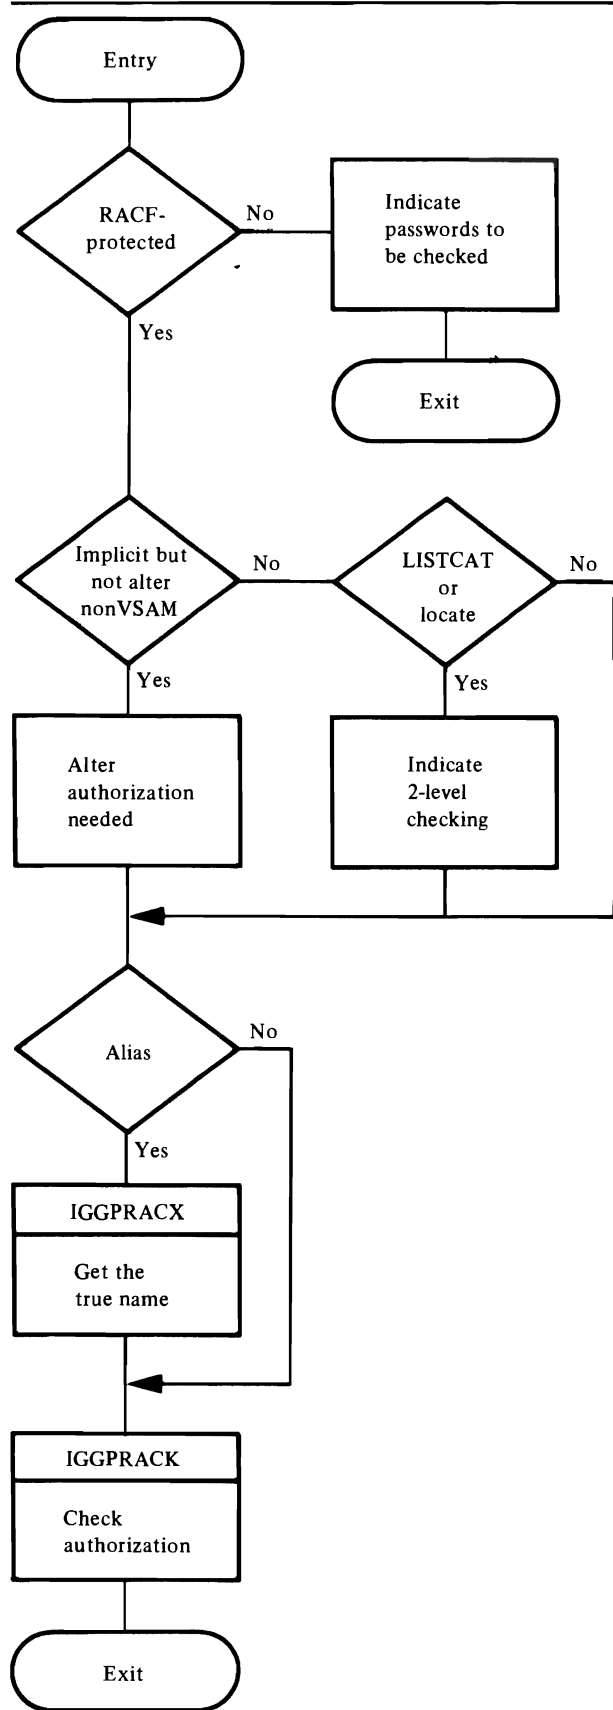 Entry
RACF-
protected
No
Indicate
passwords to
be checked
Yes
Exit
Implicit but
not alter
nonVSAM
No
LISTCAT
or
locate
No
Yes
Yes
Alter
authorization
needed
Indicate
2-level
checking
Alias
No
Yes
IGGPRACX
Get the
true name
IGGPRACK
Check
authorization
Exit